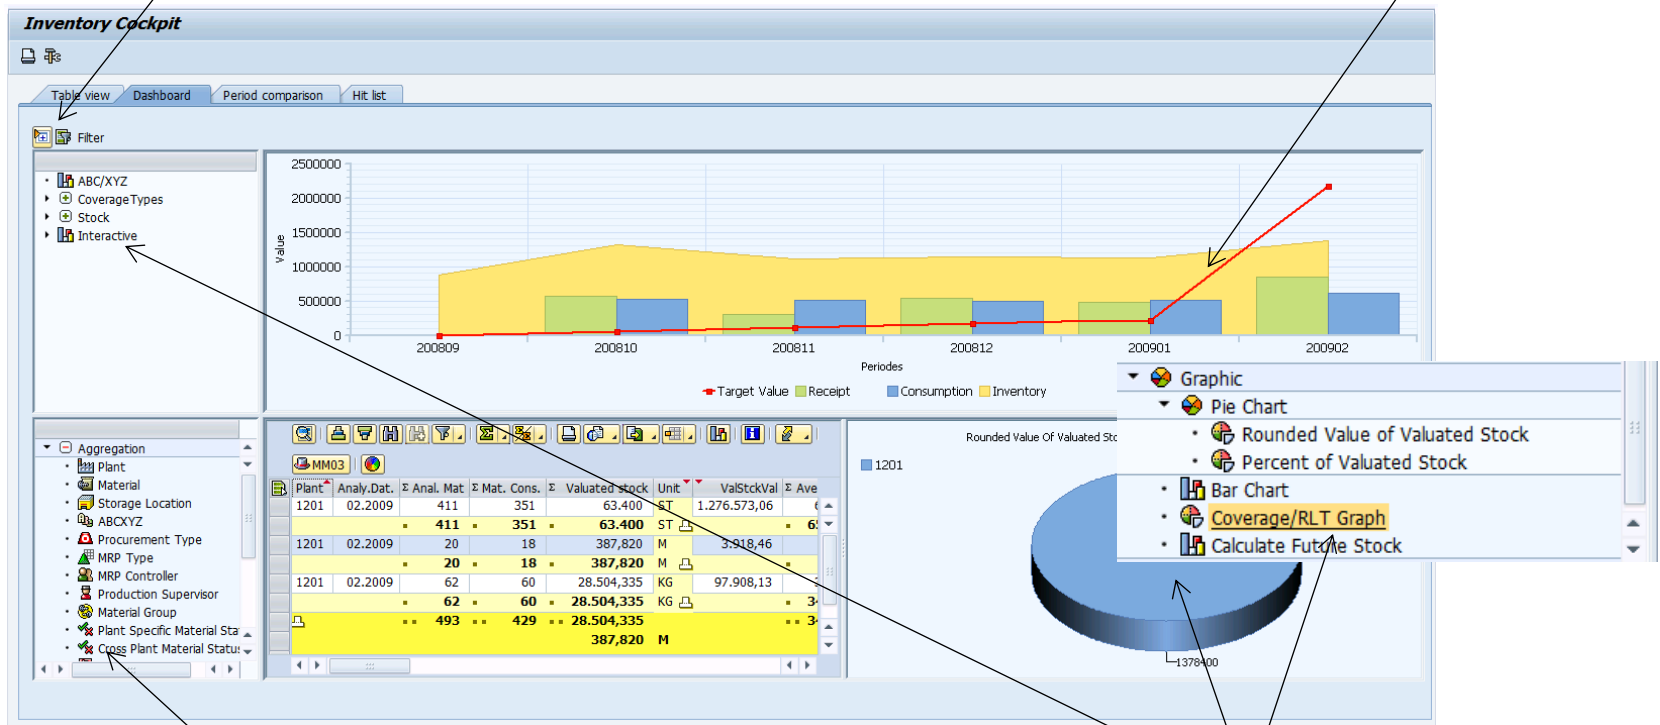 Inventory Cockpit
Table view Dashboard Period comparison Hit list
Filter
ABC/XYZ
CoverageTypes
Stock
Interactive
2500000
2000000
1500000
1000000
500000
0
Value
200809 200810 200811 200812 200901 200902
Periodes
Target Value Receipt Consumption Inventory
Graphic
Pie Chart
Rounded Value of Valuated Stock
Percent of Valuated Stock
Bar Chart
Coverage/RLT Graph
Calculate Future Stock
Aggregation
Plant
Material
Storage Location
ABCXYZ
Procurement Type
MRP Type
MRP Controller
Production Supervisor
Material Group
Plant Specific Material Sta
Cross Plant Material Status
MM03
Plant Analy.Dat. Σ Anal. Mat Σ Mat. Cons. Σ Valuated stock Unit ValStckVal Σ Ave
1201 02.2009 411 351 63.400 ST 1.276.573,06
411 351 63.400 ST
1201 02.2009 20 18 387,820 M 3.918,46
20 18 387,820 M
1201 02.2009 62 60 28.504,335 KG 97.908,13
62 60 28.504,335 KG
493 429 28.504,335
387,820 M
Rounded Value Of Valuated Sto
1201
1378400